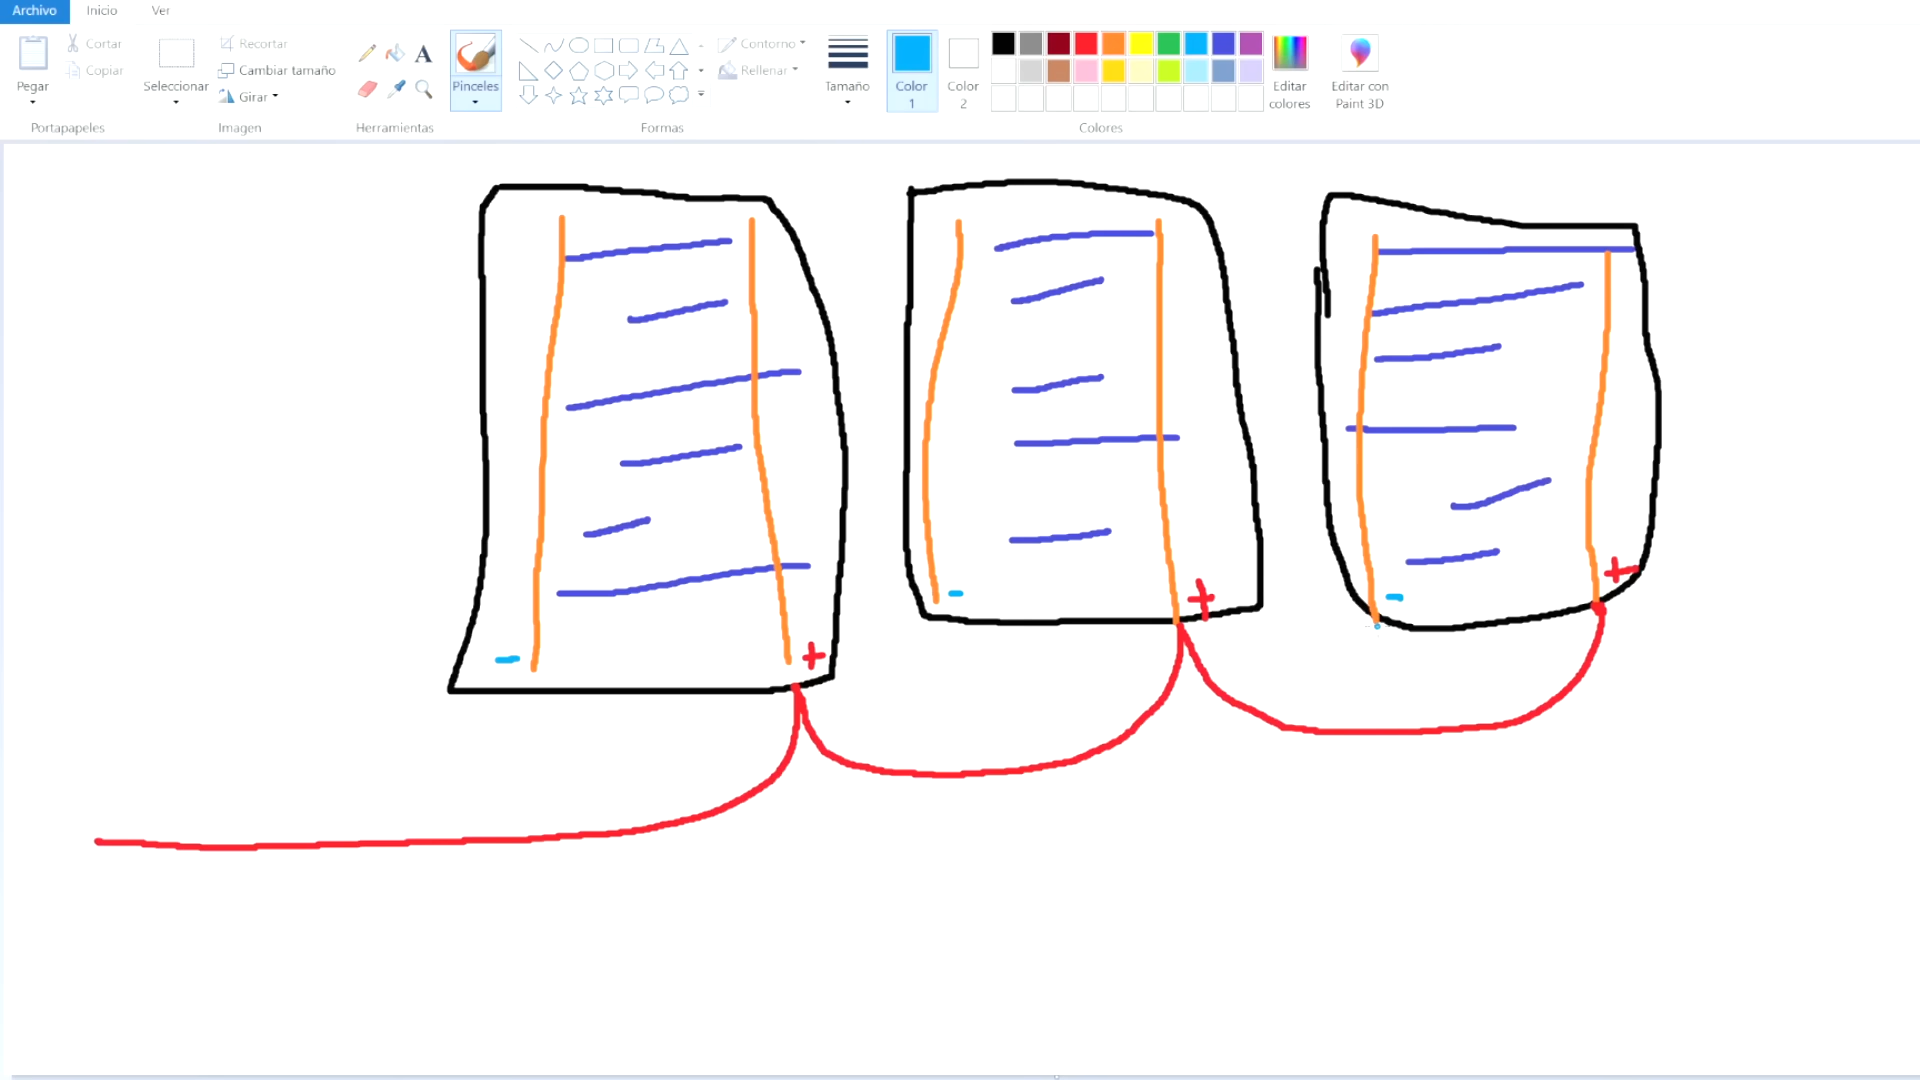 Archivo Inicio Ver
Pegar
Cortar
Copiar
Portapapeles
Seleccionar
Recortar
Cambiar tamaño
Girar
Imagen
A
Herramientas
Pinceles
Contorno
Rellenar
Formas
Tamaño
Color
1
Color
2
Editar
colores
Colores
Editar con
Paint 3D
- +
- +
- +